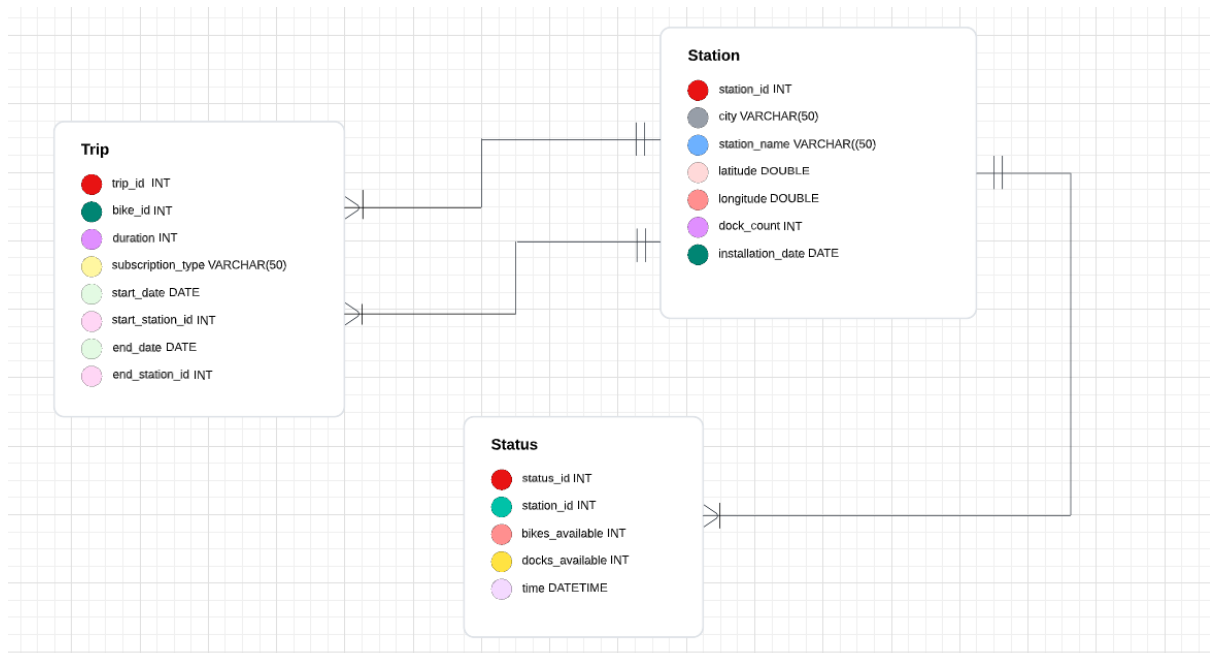 Trip
trip_id INT
bike_id INT
duration INT
subscription_type VARCHAR(50)
start_date DATE
start_station_id INT
end_date DATE
end_station_id INT
Station
station_id INT
city VARCHAR(50)
station_name VARCHAR((50)
latitude DOUBLE
longitude DOUBLE
dock_count INT
installation_date DATE
Status
status_id INT
station_id INT
bikes_available INT
docks_available INT
time DATETIME